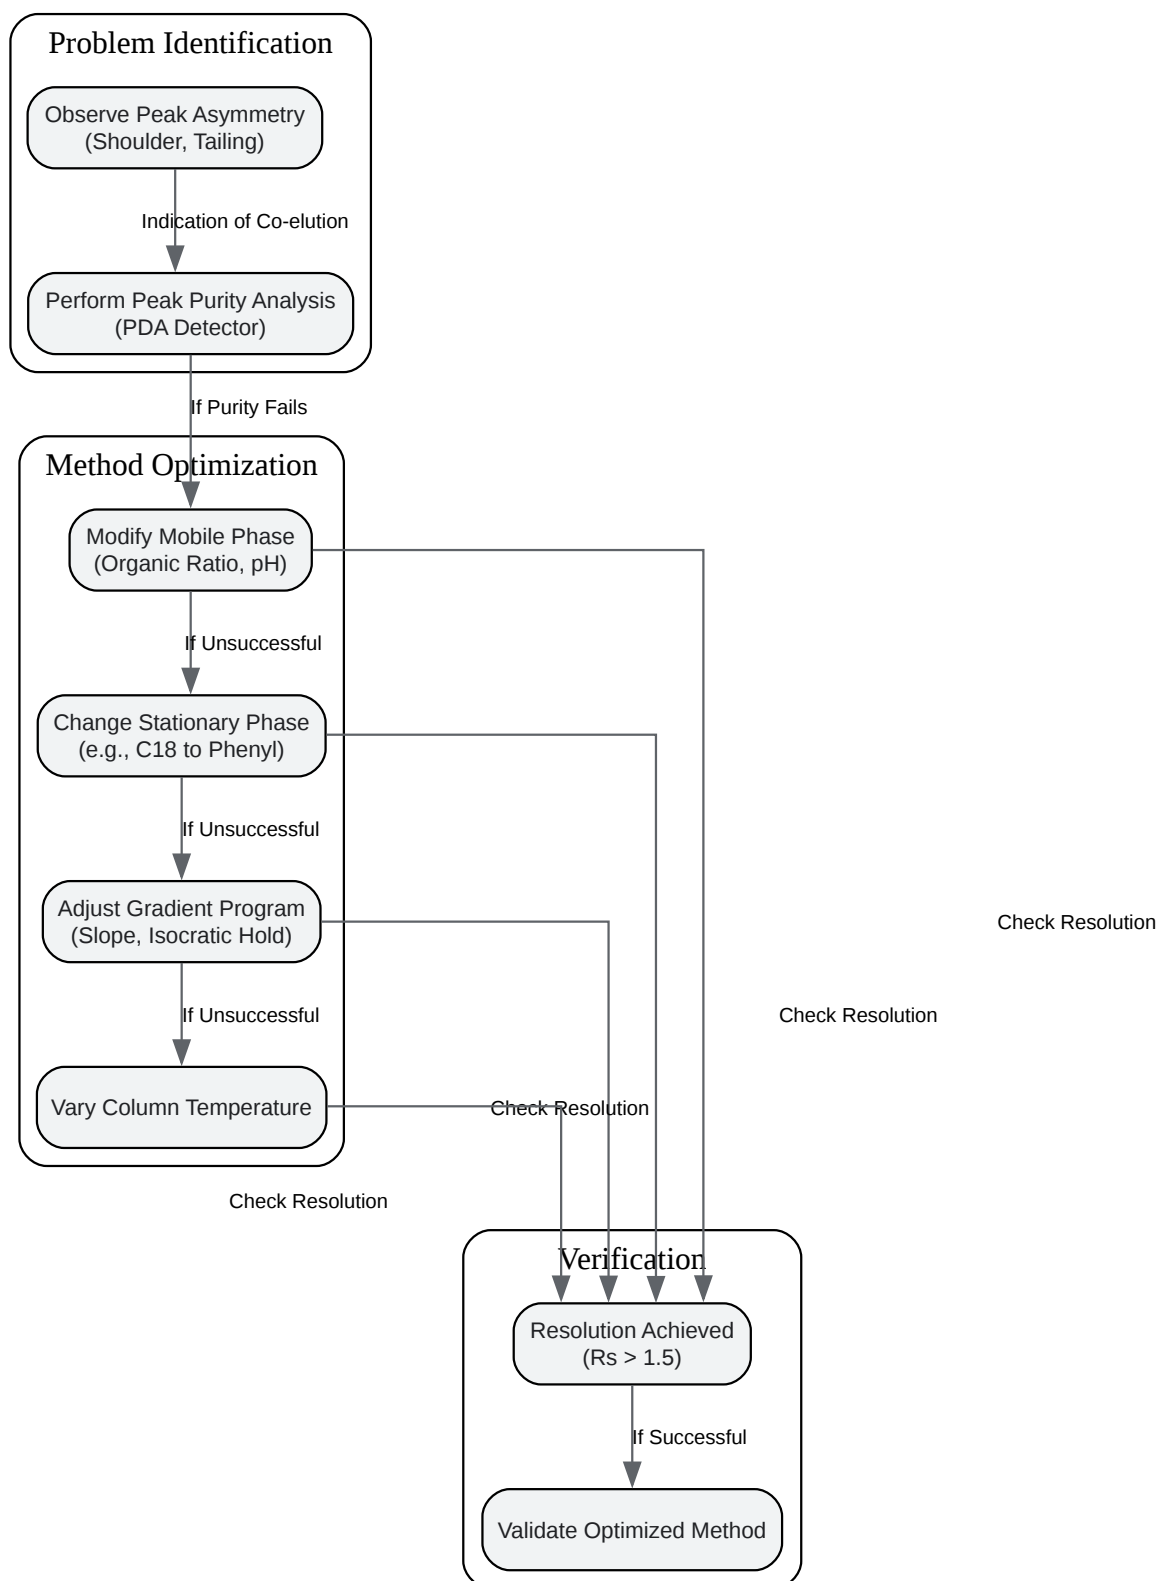 Problem Identification
Observe Peak Asymmetry
(Shoulder, Tailing)
Indication of Co-elution
Perform Peak Purity Analysis
(PDA Detector)
If Purity Fails
Method Optimization
Modify Mobile Phase
(Organic Ratio, pH)
If Unsuccessful
Change Stationary Phase
(e.g., C18 to Phenyl)
If Unsuccessful
Adjust Gradient Program
(Slope, Isocratic Hold)
Check Resolution
If Unsuccessful
Check Resolution
Vary Column Temperature
Check Resolution
Check Resolution
Verification
Resolution Achieved
(Rs > 1.5)
If Successful
Validate Optimized Method